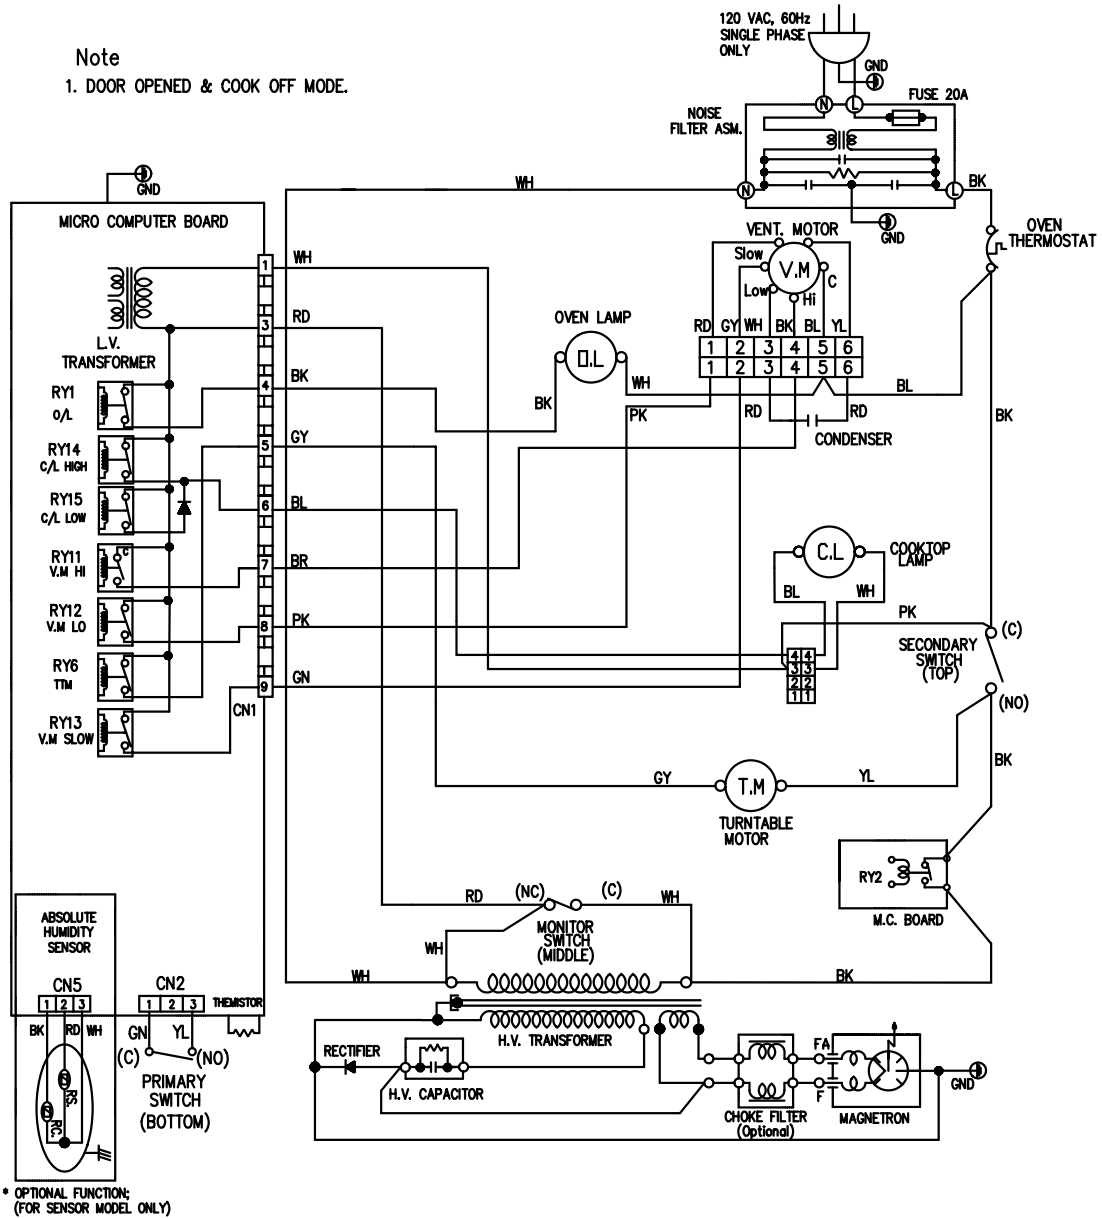 120 VAC, 60Hz
SINGLE PHASE
ONLY
Note
1. DOOR OPENED & COOK OFF MODE.
GND
FUSE 20A
N
L
NOISE
FILTER ASM.
WH
N
L
BK
GND
GND
MICRO COMPUTER BOARD
VENT. MOTOR
OVEN
THERMOSTAT
Slow
V.M
C
Low
Hi
1
WH
L.V.
TRANSFORMER
3
RD
OVEN LAMP
O.L
RD GY WH BK BL YL
1 2 3 4 5 6
1 2 3 4 5 6
RY1
O/L
4
BK
WH
BK
PK
RD
RD
BL
BK
CONDENSER
RY14
C/L HIGH
5
GY
RY15
C/L LOW
6
BL
RY11
V.M HI
C
7
BR
C.L
COOKTOP
LAMP
BL
WH
RY12
V.M LO
8
PK
PK
(C)
SECONDARY
SWITCH
(TOP)
4 4
3 3
2 2
1 1
RY6
TTM
9
GN
CN1
(NO)
RY13
V.M SLOW
BK
GY
T.M
YL
TURNTABLE
MOTOR
RY2
M.C. BOARD
RD
(NC)
(C)
WH
MONITOR
SWITCH
(MIDDLE)
WH
ABSOLUTE
HUMIDITY
SENSOR
WH
BK
CN5
1 2 3
CN2
1 2 3
THEMISTOR
BK
RD
WH
GN
YL
(C)
(NO)
PRIMARY
SWITCH
(BOTTOM)
RS.
RC.
H.V. TRANSFORMER
RECTIFIER
H.V. CAPACITOR
FA
F
GND
CHOKE FILTER
(Optional)
MAGNETRON
* OPTIONAL FUNCTION;
(FOR SENSOR MODEL ONLY)